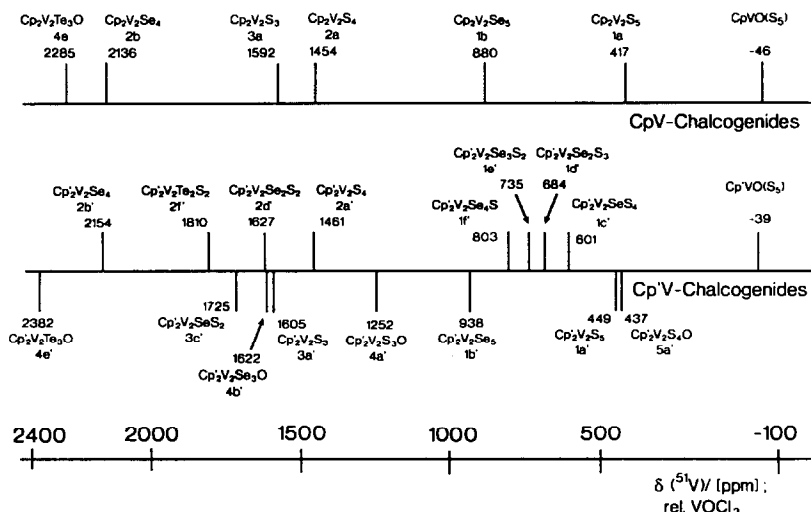 Cp₂V₂Te₃O Cp₂V₂Se₄ Cp₂V₂S₃ Cp₂V₂S₄ Cp₂V₂Se₅ Cp₂V₂S₅ CpVO(S₅)
4e 2b 3a 2a 1b 1a
2285 2136 1592 1454 880 417 -46
CpV-Chalcogenides
Cp'₂V₂Se₃S₂ Cp'₂V₂Se₂S₃
1e' 1d'
Cp'₂V₂Se₄ Cp'₂V₂Te₂S₂ Cp'₂V₂Se₂S₂ Cp'₂V₂S₄ 735 684 Cp'VO(S₅)
2b' 2f' 2d' 2a' Cp'₂V₂Se₄S Cp'₂V₂SeS₄
2154 1810 1627 1461 1f' 1c' -39
803 601
Cp'V-Chalcogenides
2382 1725 1605 1252 938 449 437
Cp'₂V₂Te₃O Cp'₂V₂SeS₂ Cp'₂V₂S₃ Cp'₂V₂S₃O Cp'₂V₂Se₅ Cp'₂V₂S₅ Cp'₂V₂S₄O
4e' 3c' 1622 3a' 4a' 1b' 1a' 5a'
Cp'₂V₂Se₃O
4b'
2400 2000 1500 1000 500 -100
δ (⁵¹V)/ [ppm] ;
rel. VOCl₃